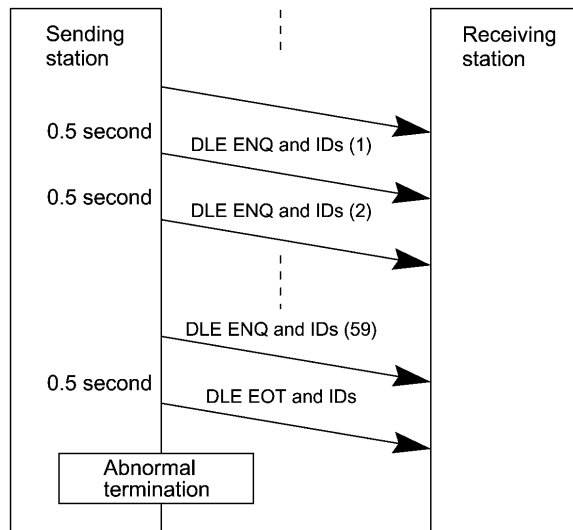 Sending
station
Receiving
station
0.5 second
DLE ENQ and IDs (1)
0.5 second
DLE ENQ and IDs (2)
DLE ENQ and IDs (59)
0.5 second
DLE EOT and IDs
Abnormal
termination